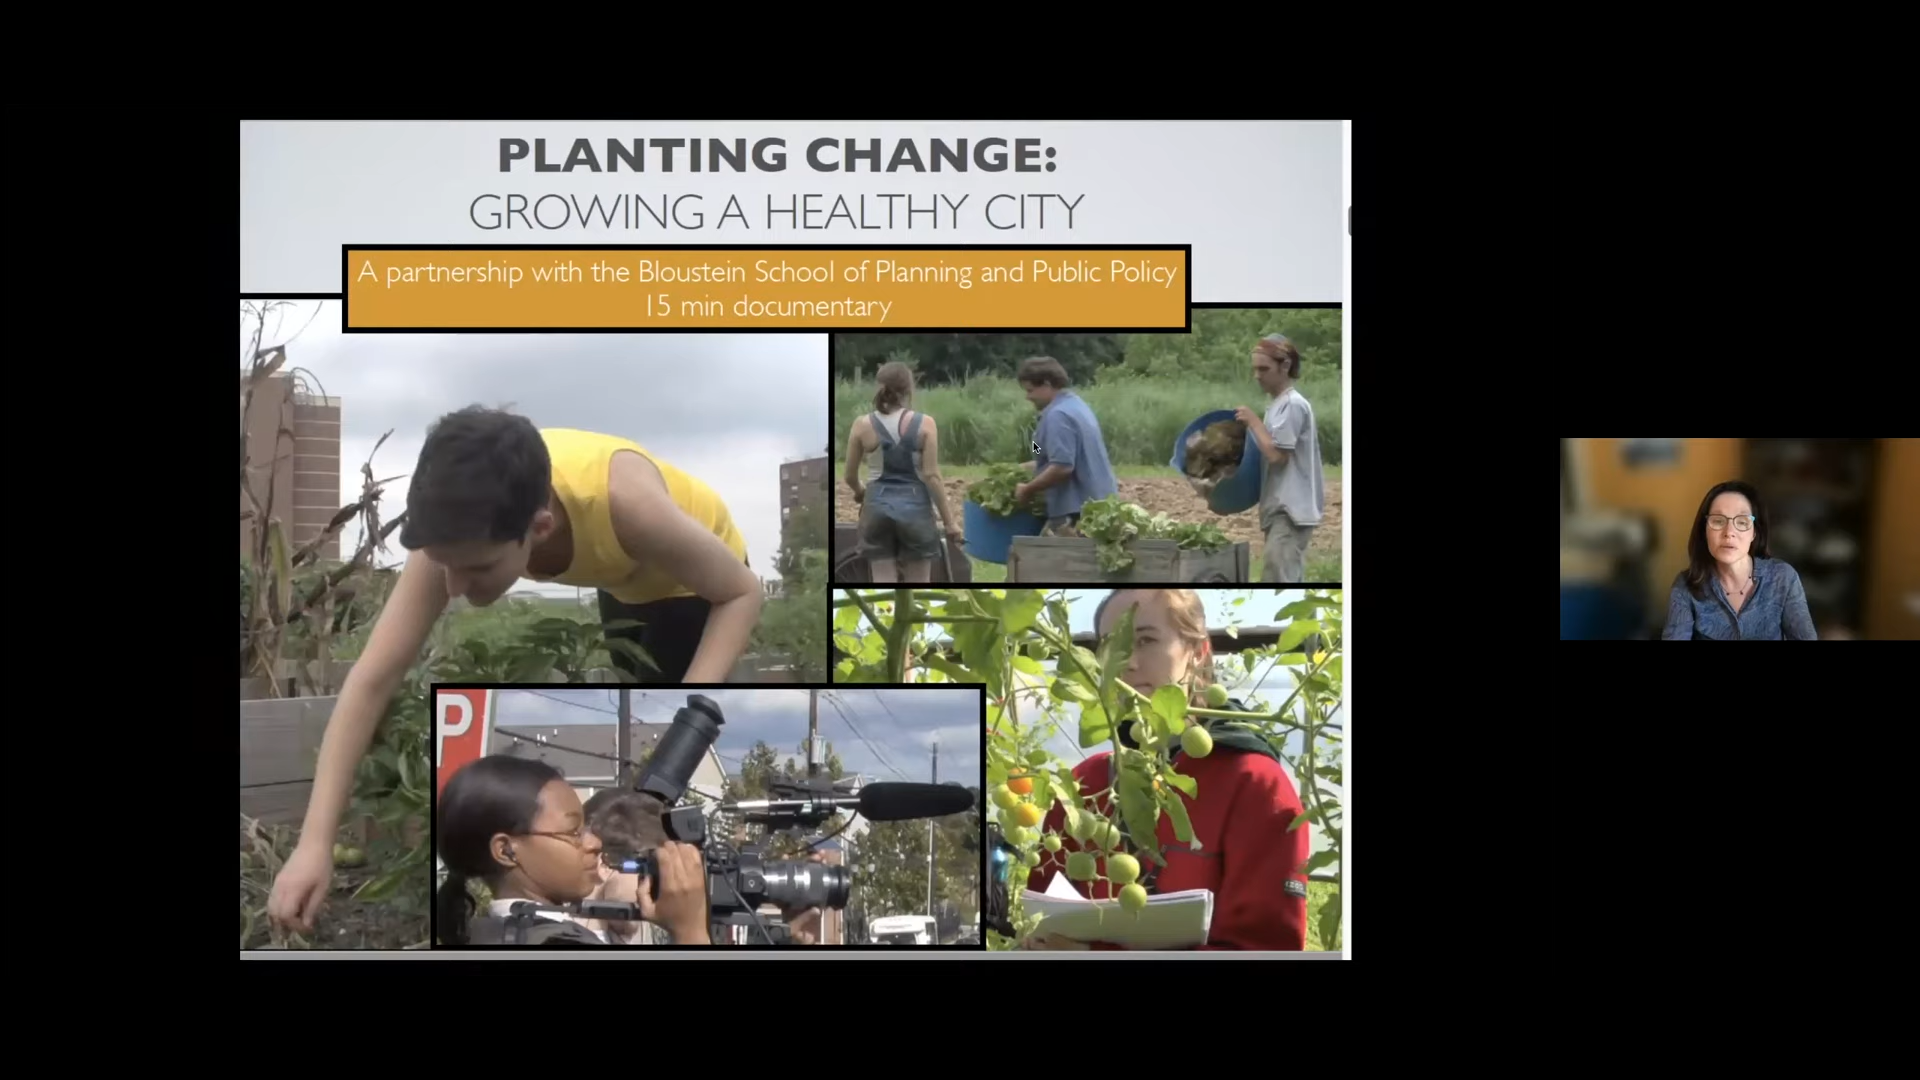 PLANTING CHANGE:
GROWING A HEALTHY CITY
A partnership with the Bloustein School of Planning and Public Policy
15 min documentary
P